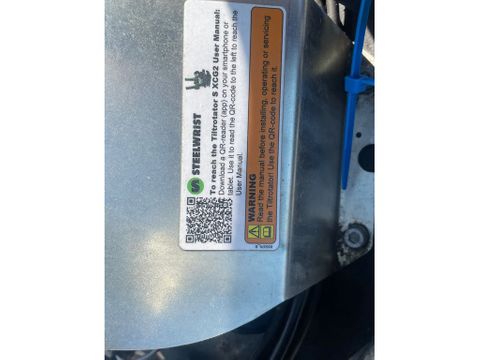 STEELWRIST
To reach the Tiltrotator S XCG2 User Manual:
Download a QR-reader (app) on your smartphone or
tablet. Use it to read the QR-code to the left to reach the
User Manual.
WARNING
Read the manual before installing, operating or servicing
the Tiltrotator! Use the QR-code to reach it.